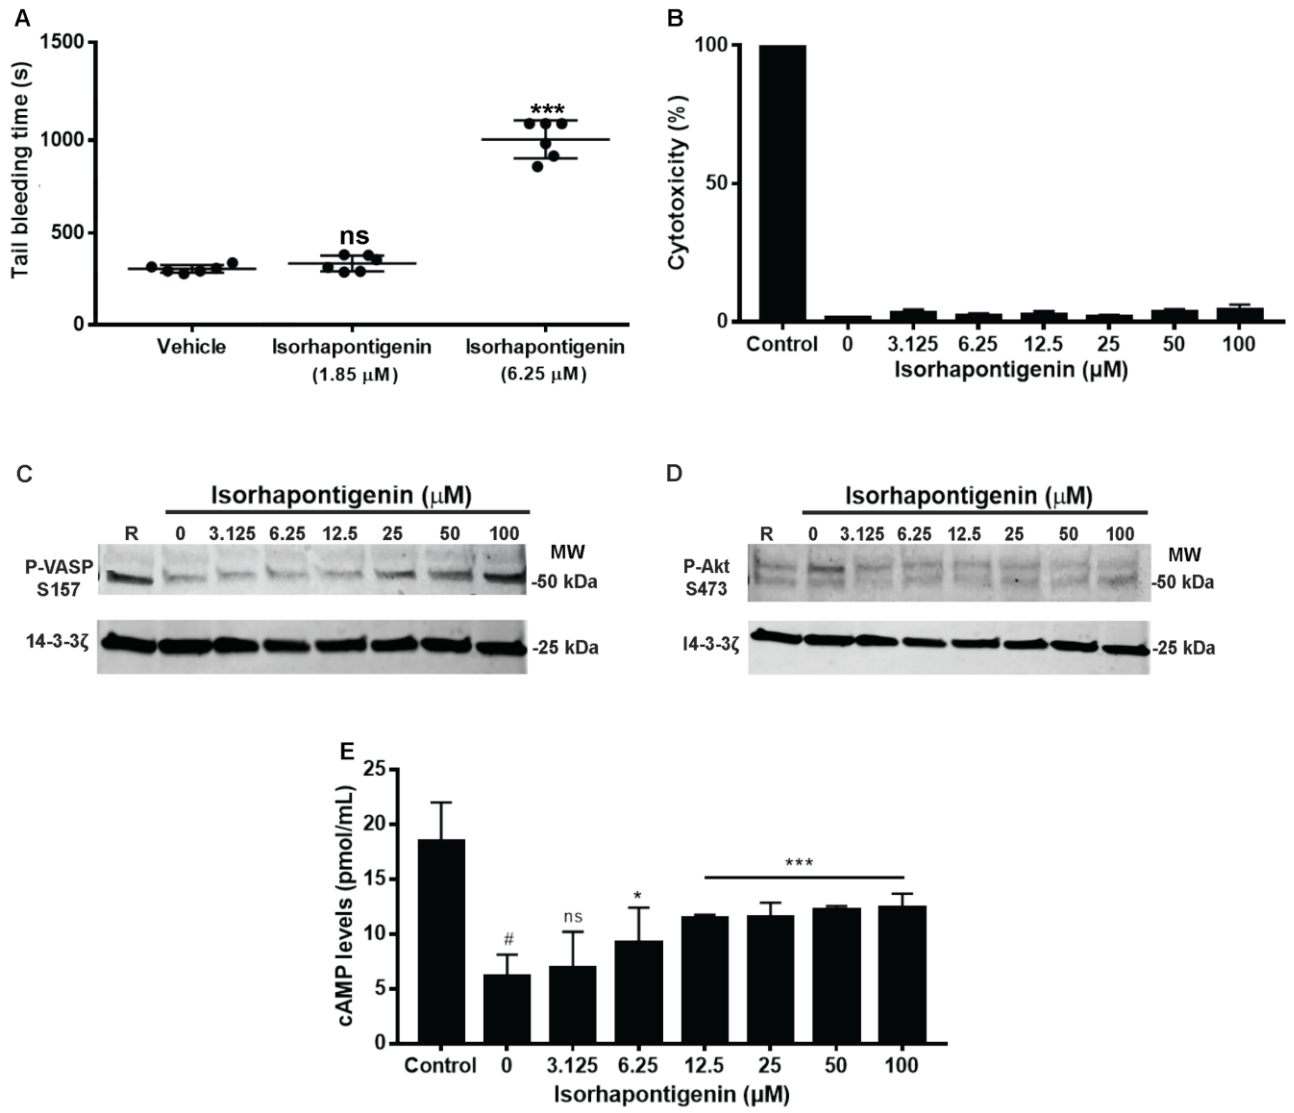 A
B
1500
1000
500
0
Tail bleeding time (s)
***
ns
Vehicle
Isorhapontigenin
(1.85 μM)
Isorhapontigenin
(6.25 μM)
100
50
0
Cytotoxicity (%)
Control 0 3.125 6.25 12.5 25 50 100
Isorhapontigenin (μM)
C
Isorhapontigenin (μM)
R 0 3.125 6.25 12.5 25 50 100
P-VASP
S157
MW
-50 kDa
14-3-3ζ
-25 kDa
D
Isorhapontigenin (μM)
R 0 3.125 6.25 12.5 25 50 100
P-Akt
S473
MW
-50 kDa
I4-3-3ζ
-25 kDa
E
25
20
15
10
5
0
cAMP levels (pmol/mL)
#
ns
*
***
Control 0 3.125 6.25 12.5 25 50 100
Isorhapontigenin (μM)